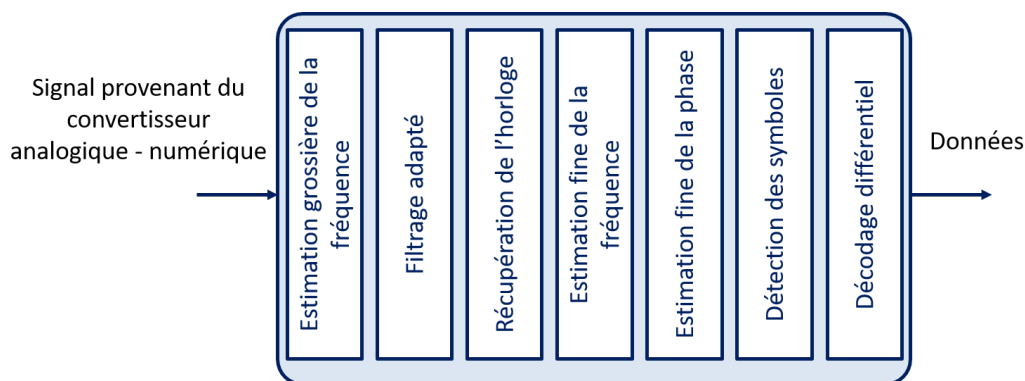 Signal provenant du
convertisseur
analogique - numérique
Estimation grossière de la
fréquence
Filtrage adapté
Récupération de l'horloge
Estimation fine de la
fréquence
Estimation fine de la phase
Détection des symboles
Décodage différentiel
Données